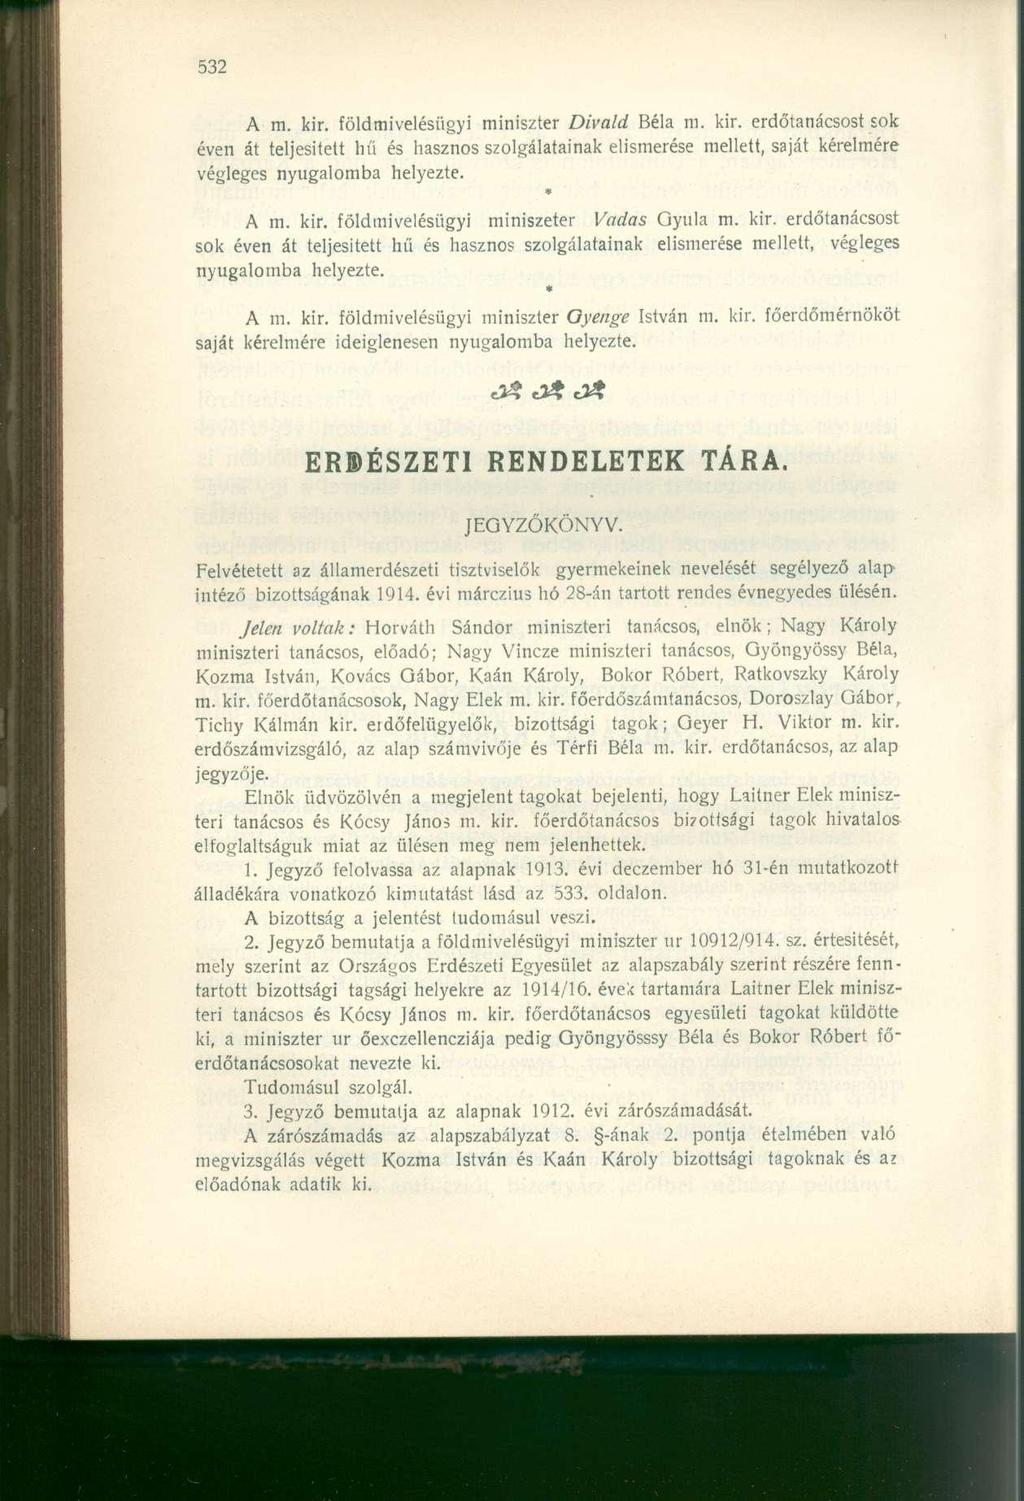 532
A m. kir. földmivelésügyi miniszter Divald Béla m. kir. erdőtanácsost sok
éven át teljesitett hű és hasznos szolgálatainak elismerése mellett, saját kérelmére
végleges nyugalomba helyezte.
*
A m. kir. földmivelésügyi miniszeter Vadas Gyula m. kir. erdőtanácsost
sok éven át teljesitett hű és hasznos szolgálatainak elismerése mellett, végleges
nyugalomba helyezte.
*
A m. kir. földmivelésügyi miniszter Gyenge István m. kir. főerdőmérnököt
saját kérelmére ideiglenesen nyugalomba helyezte.
ERDÉSZETI RENDELETEK TÁRA.
JEGYZŐKÖNYV.
Felvétetett az államerdészeti tisztviselők gyermekeinek nevelését segélyező alap
intéző bizottságának 1914. évi márczius hó 28-án tartott rendes évnegyedes ülésén.
Jelen voltak: Horváth Sándor miniszteri tanácsos, elnök; Nagy Károly
miniszteri tanácsos, előadó; Nagy Vincze miniszteri tanácsos, Gyöngyössy Béla,
Kozma István, Kovács Gábor, Kaán Károly, Bokor Róbert, Ratkovszky Károly
m. kir. főerdőtanácsosok, Nagy Elek m. kir. főerdőszámtanácsos, Doroszlay Gábor,
Tichy Kálmán kir. erdőfelügyelők, bizottsági tagok; Geyer H. Viktor m. kir.
erdőszámvizsgáló, az alap számvivője és Térfi Béla m. kir. erdőtanácsos, az alap
jegyzője.
Elnök üdvözölvén a megjelent tagokat bejelenti, hogy Laitner Elek minisz-
teri tanácsos és Kócsy János m. kir. főerdőtanácsos bizottsági tagok hivatalos
elfoglaltságuk miat az ülésen meg nem jelenhettek.
1. Jegyző felolvassa az alapnak 1913. évi deczember hó 31-én mutatkozott
álladékára vonatkozó kimutatást lásd az 533. oldalon.
A bizottság a jelentést tudomásul veszi.
2. Jegyző bemutatja a földmivelésügyi miniszter ur 10912/914. sz. értesitését,
mely szerint az Országos Erdészeti Egyesület az alapszabály szerint részére fenn-
tartott bizottsági tagsági helyekre az 1914/16. évek tartamára Laitner Elek minisz-
teri tanácsos és Kócsy János m. kir. főerdőtanácsos egyesületi tagokat küldötte
ki, a miniszter ur őexczellencziája pedig Gyöngyösssy Béla és Bokor Róbert fő-
erdőtanácsosokat nevezte ki.
Tudomásul szolgál.
3. Jegyző bemutatja az alapnak 1912. évi zárószámadását.
A zárószámadás az alapszabályzat 8. §-ának 2. pontja ételmében való
megvizsgálás végett Kozma István és Kaán Károly bizottsági tagoknak és az
előadónak adatik ki.